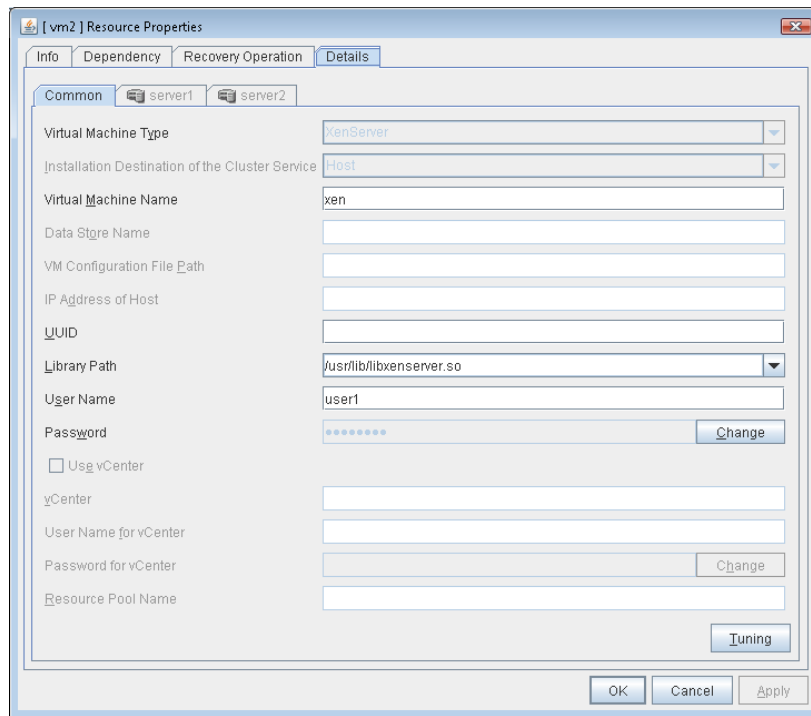 [ vm2 ] Resource Properties
Info Dependency Recovery Operation Details
Common server1 server2
Virtual Machine Type XenServer
Installation Destination of the Cluster Service Host
Virtual Machine Name xen
Data Store Name
VM Configuration File Path
IP Address of Host
UUID
Library Path /usr/lib/libxenserver.so
User Name user1
Password •••••••• Change
Use vCenter
vCenter
User Name for vCenter
Password for vCenter Change
Resource Pool Name
Tuning
OK Cancel Apply